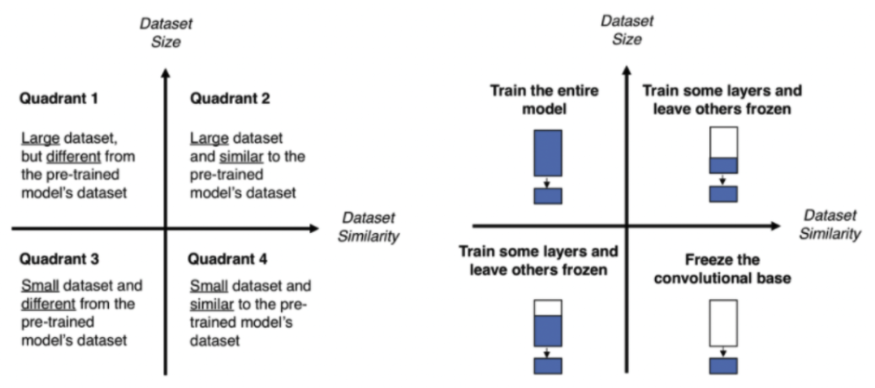 Dataset
Size
Quadrant 1
Large dataset,
but different from
the pre-trained
model's dataset
Quadrant 2
Large dataset
and similar to the
pre-trained
model's dataset
Dataset
Similarity
Quadrant 3
Small dataset and
different from the
pre-trained
model's dataset
Quadrant 4
Small dataset and
similar to the pre-
trained model's
dataset
Dataset
Size
Train the entire
model
Train some layers and
leave others frozen
Dataset
Similarity
Train some layers and
leave others frozen
Freeze the
convolutional base